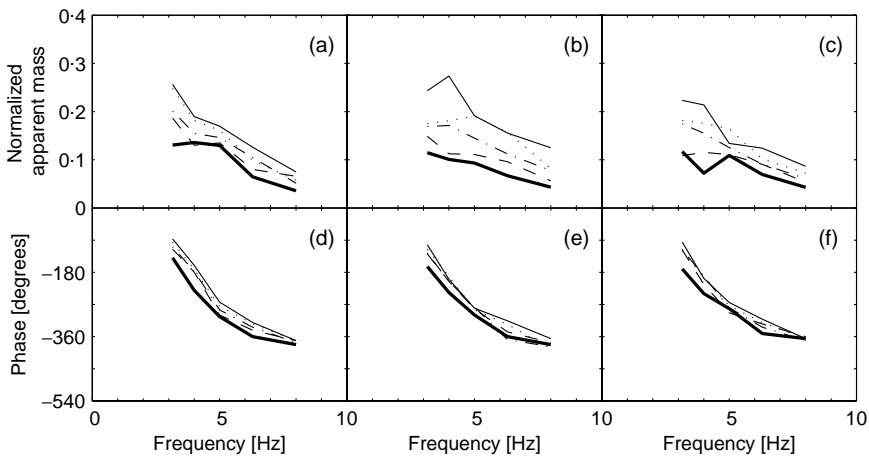 0·4
0·3
0·2
0·1
0
Normalized
apparent mass
(a)
(b)
(c)
−180
−360
−540
Phase [degrees]
(d)
(e)
(f)
0
5
10
5
10
5
10
Frequency [Hz]
Frequency [Hz]
Frequency [Hz]